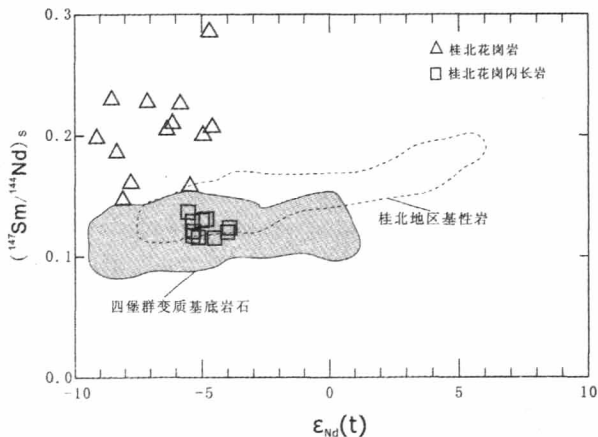 0.3
△ 桂北花岗岩
□ 桂北花岗闪长岩
0.2
(¹⁴⁷Sm/¹⁴⁴Nd)s
桂北地区基性岩
0.1
四堡群变质基底岩石
0.0
-10 -5 0 5 10
εNd(t)